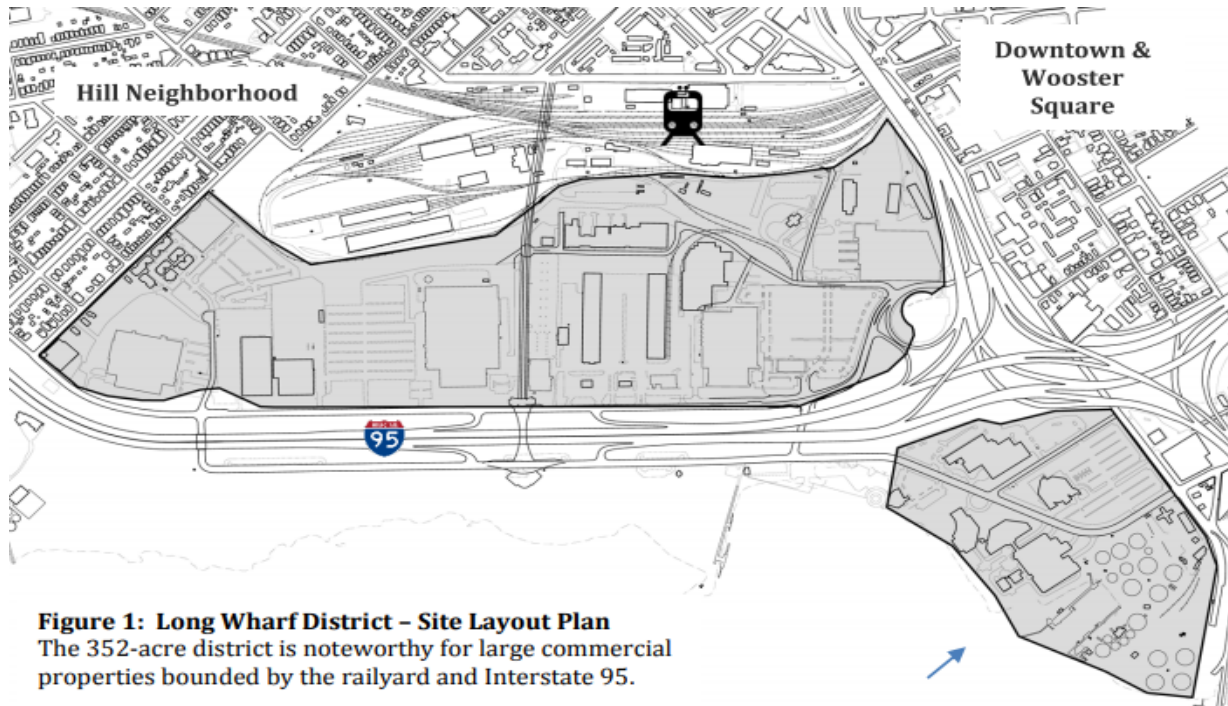 Hill Neighborhood
Downtown &
Wooster
Square
95
Figure 1: Long Wharf District – Site Layout Plan
The 352-acre district is noteworthy for large commercial
properties bounded by the railyard and Interstate 95.